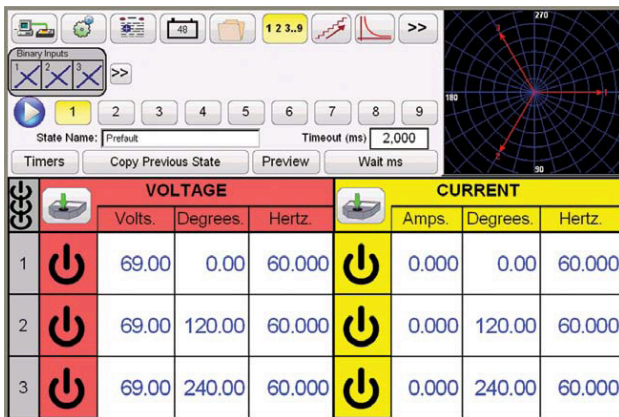 48
1 2 3..9
>>
Binary Inputs
1 2 3
>>
1 2 3 4 5 6 7 8 9
State Name: Prefault Timeout (ms) 2,000
Timers Copy Previous State Preview Wait ms
270
3
180 1
2
90
VOLTAGE CURRENT
Volts. Degrees. Hertz. Amps. Degrees. Hertz.
1 69.00 0.00 60.000 0.000 0.00 60.000
2 69.00 120.00 60.000 0.000 120.00 60.000
3 69.00 240.00 60.000 0.000 240.00 60.000